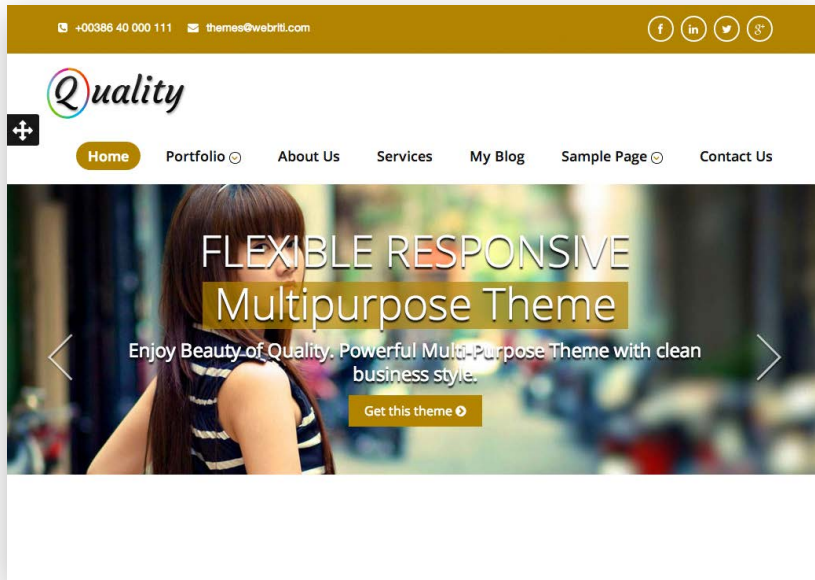 +00386 40 000 111 themes@webriti.com
Quality
Home Portfolio About Us Services My Blog Sample Page Contact Us
FLEXIBLE RESPONSIVE
Multipurpose Theme
Enjoy Beauty of Quality. Powerful Multi-Purpose Theme with clean
business style.
Get this theme